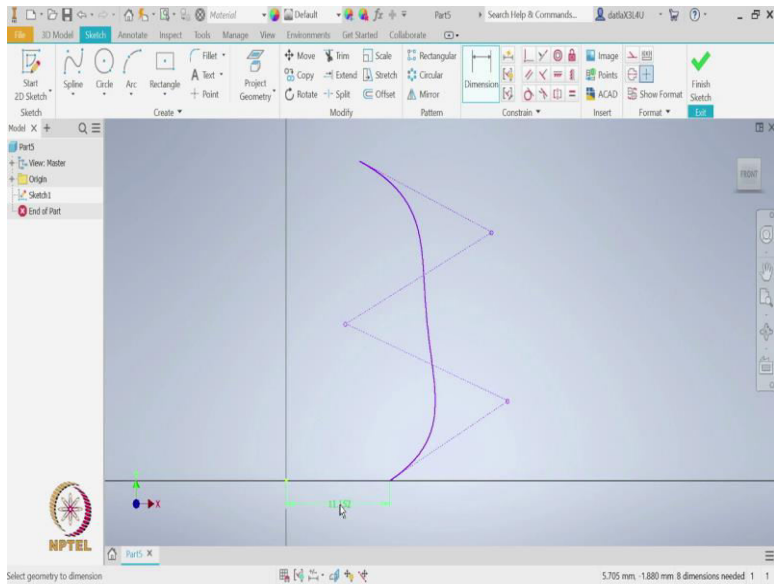 Material Default fx Part5 Search Help & Commands... datlaX3L4U
File 3D Model Sketch Annotate Inspect Tools Manage View Environments Get Started Collaborate
Start
2D Sketch
Spline Circle Arc Rectangle
Fillet
A Text
Point
Project
Geometry
Move Trim Scale
Copy Extend Stretch
Rotate Split Offset
Rectangular
Circular
Mirror
Dimension
Image
Points
ACAD
Show Format
Finish
Sketch
Sketch Create Modify Pattern Constrain Insert Format Exit
Model X +
Part5
View: Master
Origin
Sketch1
End of Part
FRONT
X
NPTEL
Part5 X
Select geometry to dimension
5.705 mm, -1.880 mm 8 dimensions needed 1 1